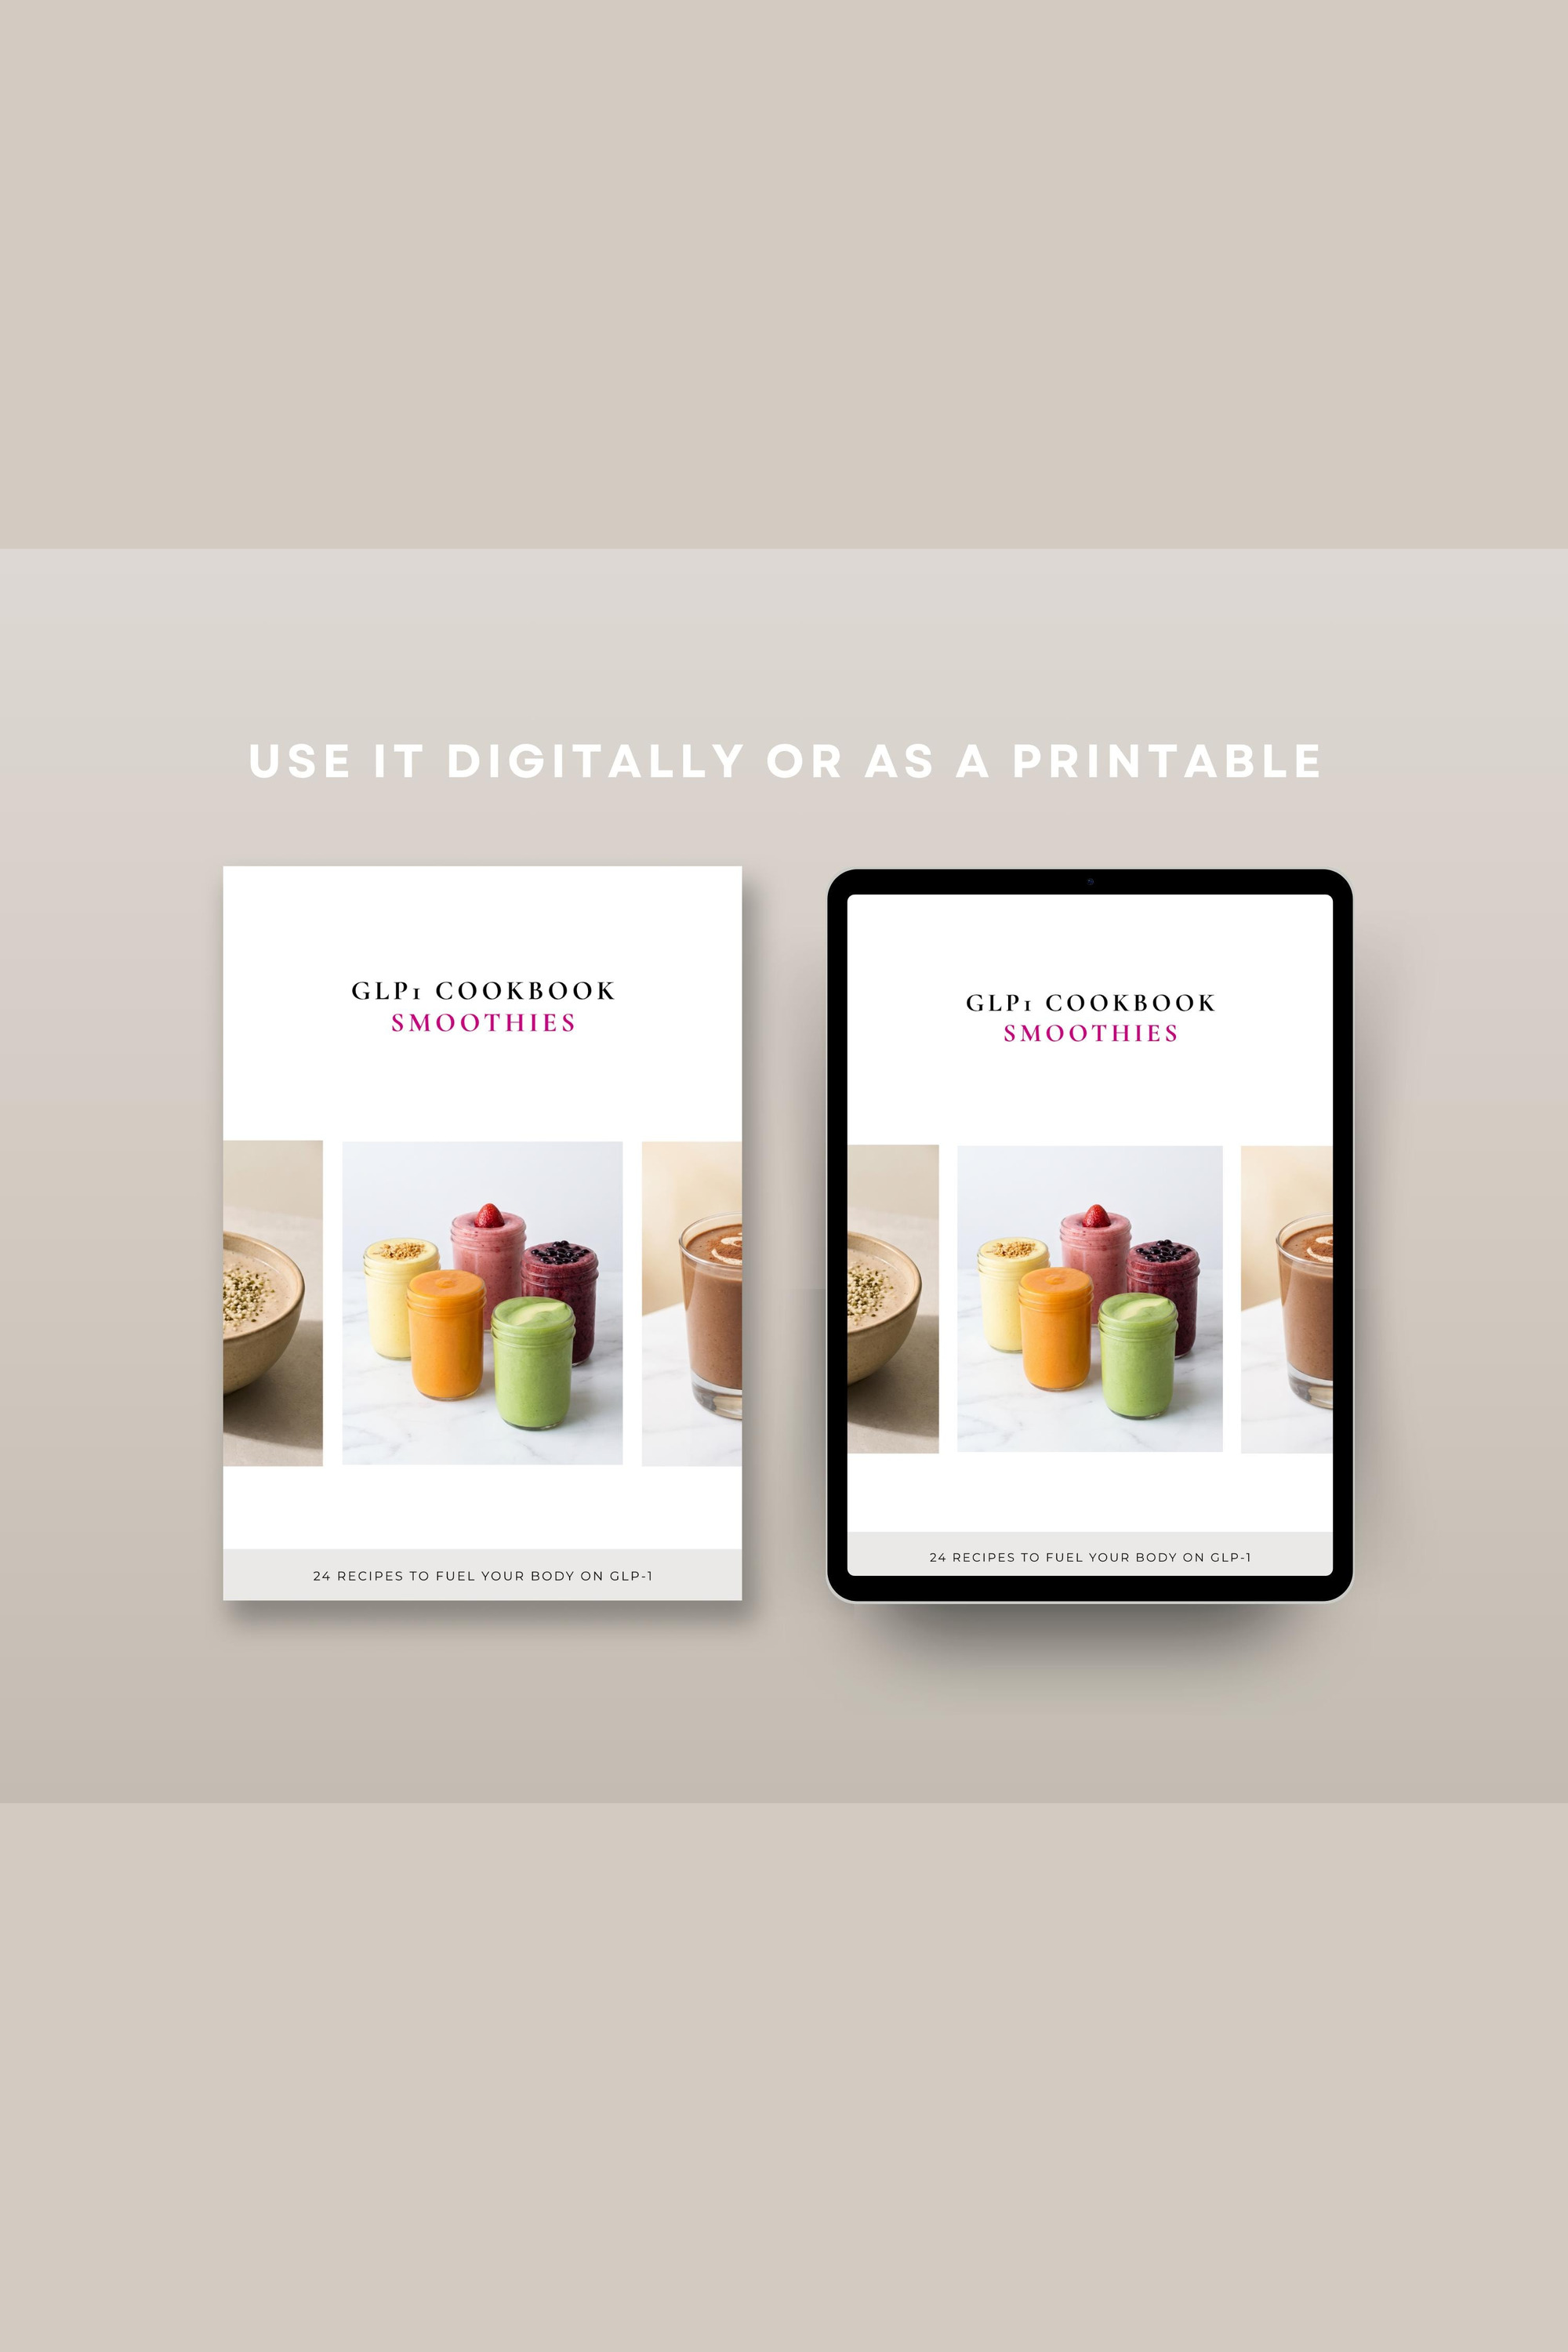 USE IT DIGITALLY OR AS A PRINTABLE
GLP1 COOKBOOK
SMOOTHIES
24 RECIPES TO FUEL YOUR BODY ON GLP-1
GLP1 COOKBOOK
SMOOTHIES
24 RECIPES TO FUEL YOUR BODY ON GLP-1